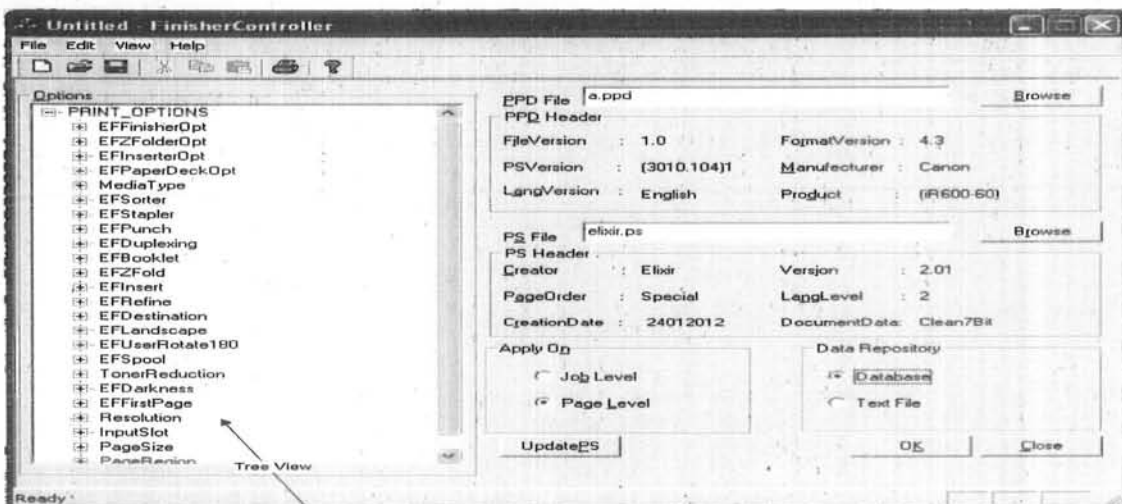 Untitled - FinisherController
File Edit View Help
Options
PRINT_OPTIONS
EFFinisherOpt
EFZFolderOpt
EFInserterOpt
EFPaperDeckOpt
MediaType
EFSorter
EFStapler
EFPunch
EFDuplexing
EFBooklet
EFZFold
EFInsert
EFRefine
EFDestination
EFLandscape
EFUserRotate180
EFSpool
TonerReduction
EFDarkness
EFFirstPage
Resolution
InputSlot
PageSize
PageRegion
Tree View
PPD File a.ppd Browse
PPD Header
FileVersion : 1.0 FormatVersion : 4.3
PSVersion : (3010.104)1 Manufacturer : Canon
LangVersion : English Product : (iR600-60)
PS File elixir.ps Browse
PS Header
Creator : Elixir Version : 2.01
PageOrder : Special LangLevel : 2
CreationDate : 24012012 DocumentData: Clean7Bit
Apply On Data Repository
Job Level Database
Page Level Text File
UpdatePS OK Close
Ready